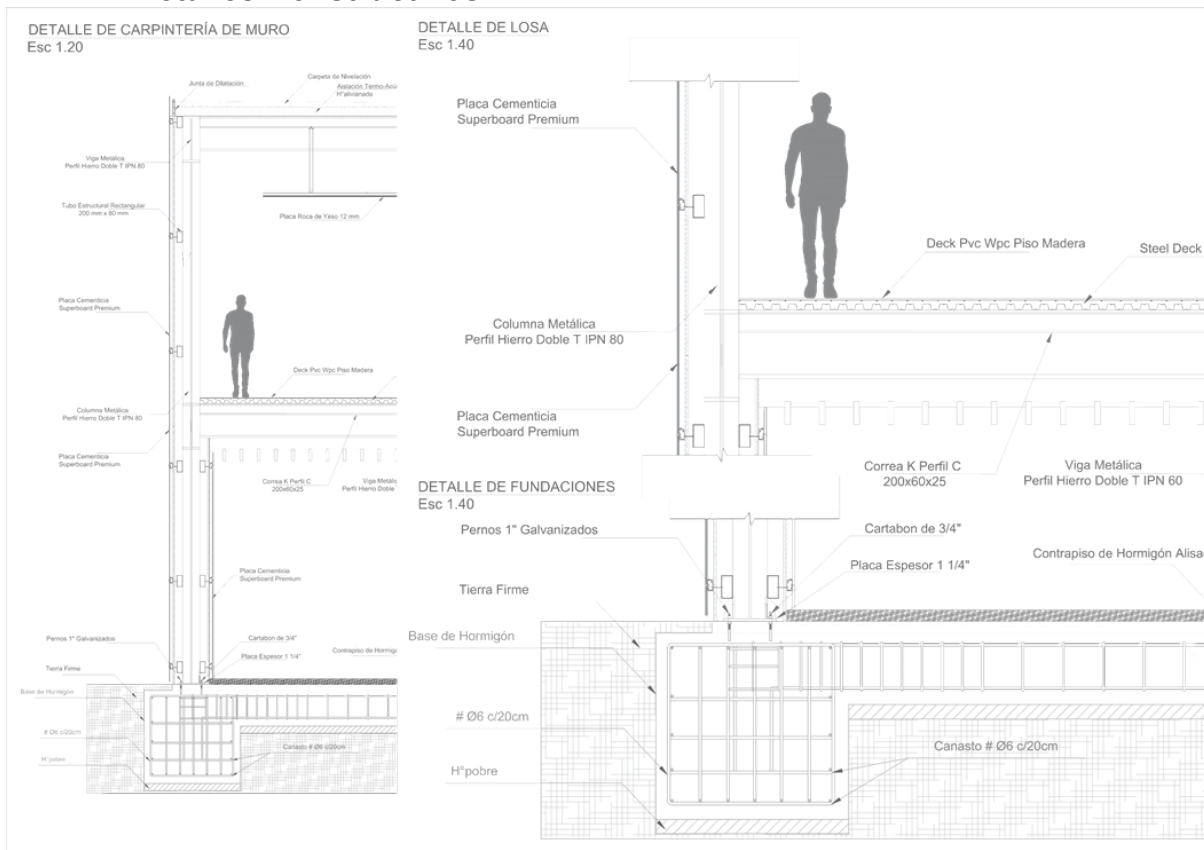 DETALLE DE CARPINTERÍA DE MURO
Esc 1.20
Junta de Dilatación
Carpeta de Nivelación
Aislación Termo-Acú
H°alivianado
Viga Metálica
Perfil Hierro Doble T IPN 80
Tubo Estructural Rectangular
200 mm x 80 mm
Placa Roca de Yeso 12 mm
Placa Cementicia
Superboard Premium
Deck Pvc Wpc Piso Madera
Columna Metálica
Perfil Hierro Doble T IPN 80
Placa Cementicia
Superboard Premium
Correa K Perfil C
200x60x25
Viga Metálic
Perfil Hierro Doble
Placa Cementicia
Superboard Premium
Pernos 1" Galvanizados
Cartabon de 3/4"
Placa Espesor 1 1/4"
Contrapiso de Hormigó
Tierra Firme
Base de Hormigón
# Ø6 c/20cm
Canasto # Ø6 c/20cm
H°pobre
DETALLE DE LOSA
Esc 1.40
Placa Cementicia
Superboard Premium
Deck Pvc Wpc Piso Madera
Steel Deck
Columna Metálica
Perfil Hierro Doble T IPN 80
Placa Cementicia
Superboard Premium
Correa K Perfil C
200x60x25
Viga Metálica
Perfil Hierro Doble T IPN 60
DETALLE DE FUNDACIONES
Esc 1.40
Pernos 1" Galvanizados
Cartabon de 3/4"
Placa Espesor 1 1/4"
Contrapiso de Hormigón Alisa
Tierra Firme
Base de Hormigón
# Ø6 c/20cm
Canasto # Ø6 c/20cm
H°pobre